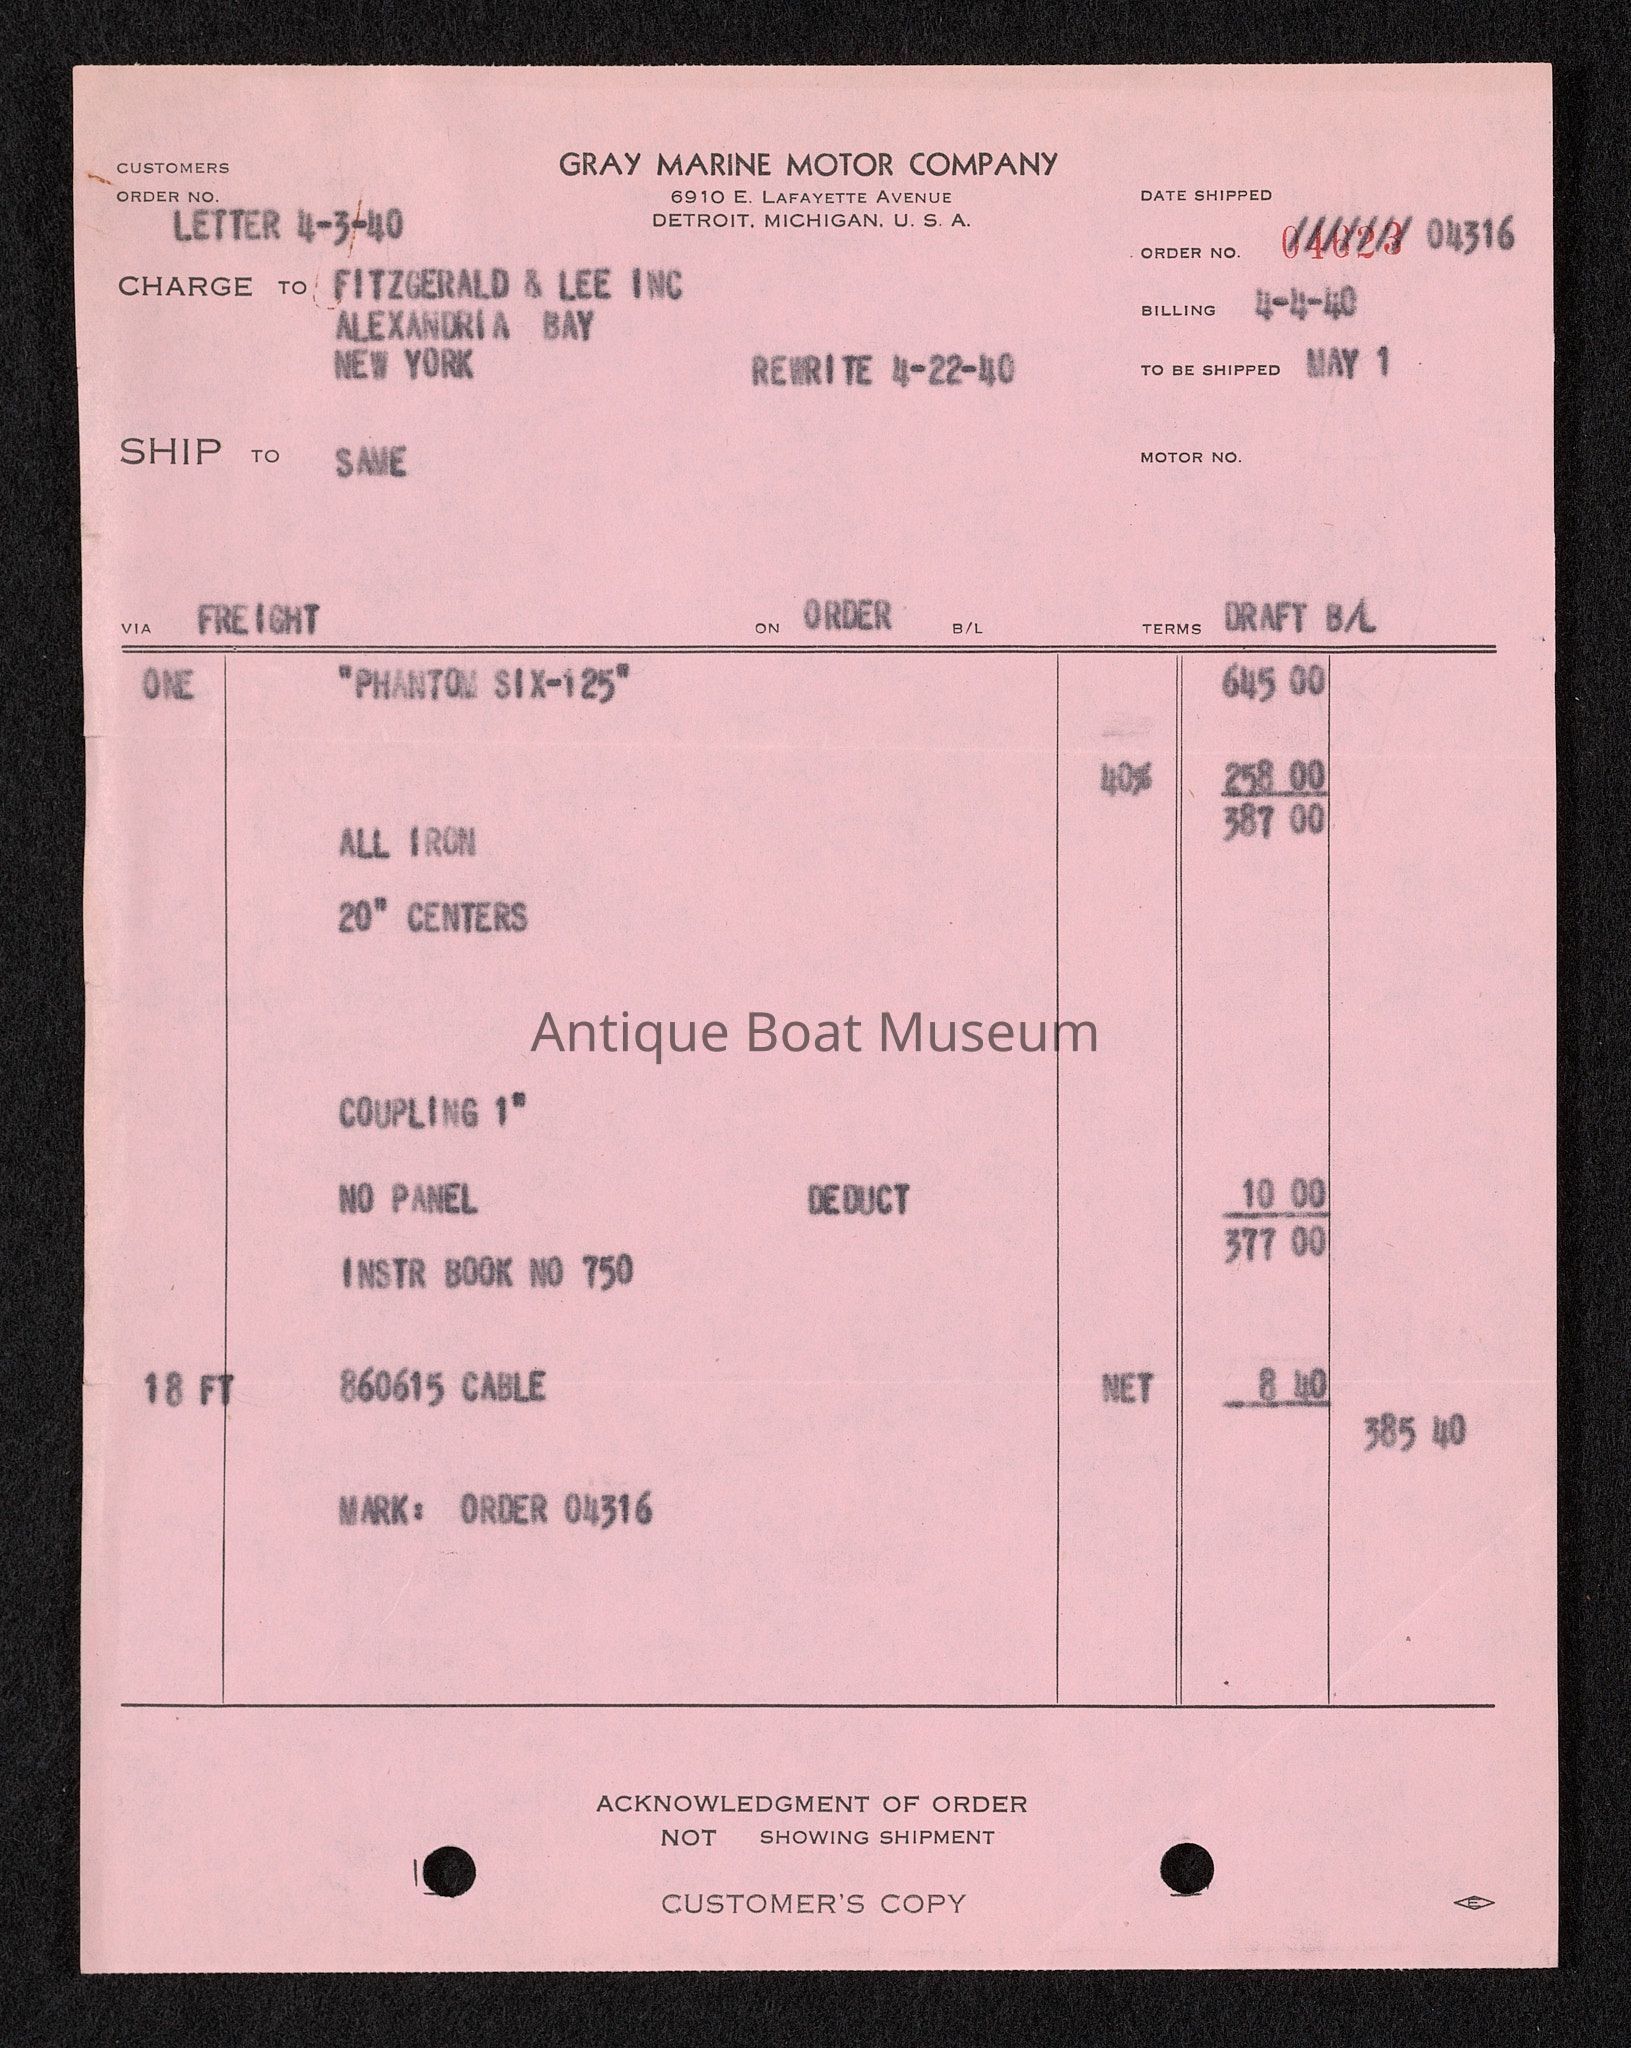 CUSTOMERS
ORDER NO.
LETTER 4-3-40
GRAY MARINE MOTOR COMPANY
6910 E. LAFAYETTE AVENUE
DETROIT, MICHIGAN, U. S. A.
DATE SHIPPED
ORDER NO. 04623 04316
CHARGE TO FITZGERALD & LEE INC
ALEXANDRIA BAY
NEW YORK
REWRITE 4-22-40
BILLING 4-4-40
TO BE SHIPPED MAY 1
SHIP TO SAME
MOTOR NO.
VIA FREIGHT ON ORDER B/L TERMS DRAFT B/L
ONE "PHANTOM SIX-125" 645 00
40% 258 00
387 00
ALL IRON
20" CENTERS
Antique Boat Museum
COUPLING 1"
NO PANEL DEDUCT 10 00
377 00
INSTR BOOK NO 750
18 FT 860615 CABLE NET 8 40
385 40
MARK: ORDER 04316
ACKNOWLEDGMENT OF ORDER
NOT SHOWING SHIPMENT
CUSTOMER'S COPY
E